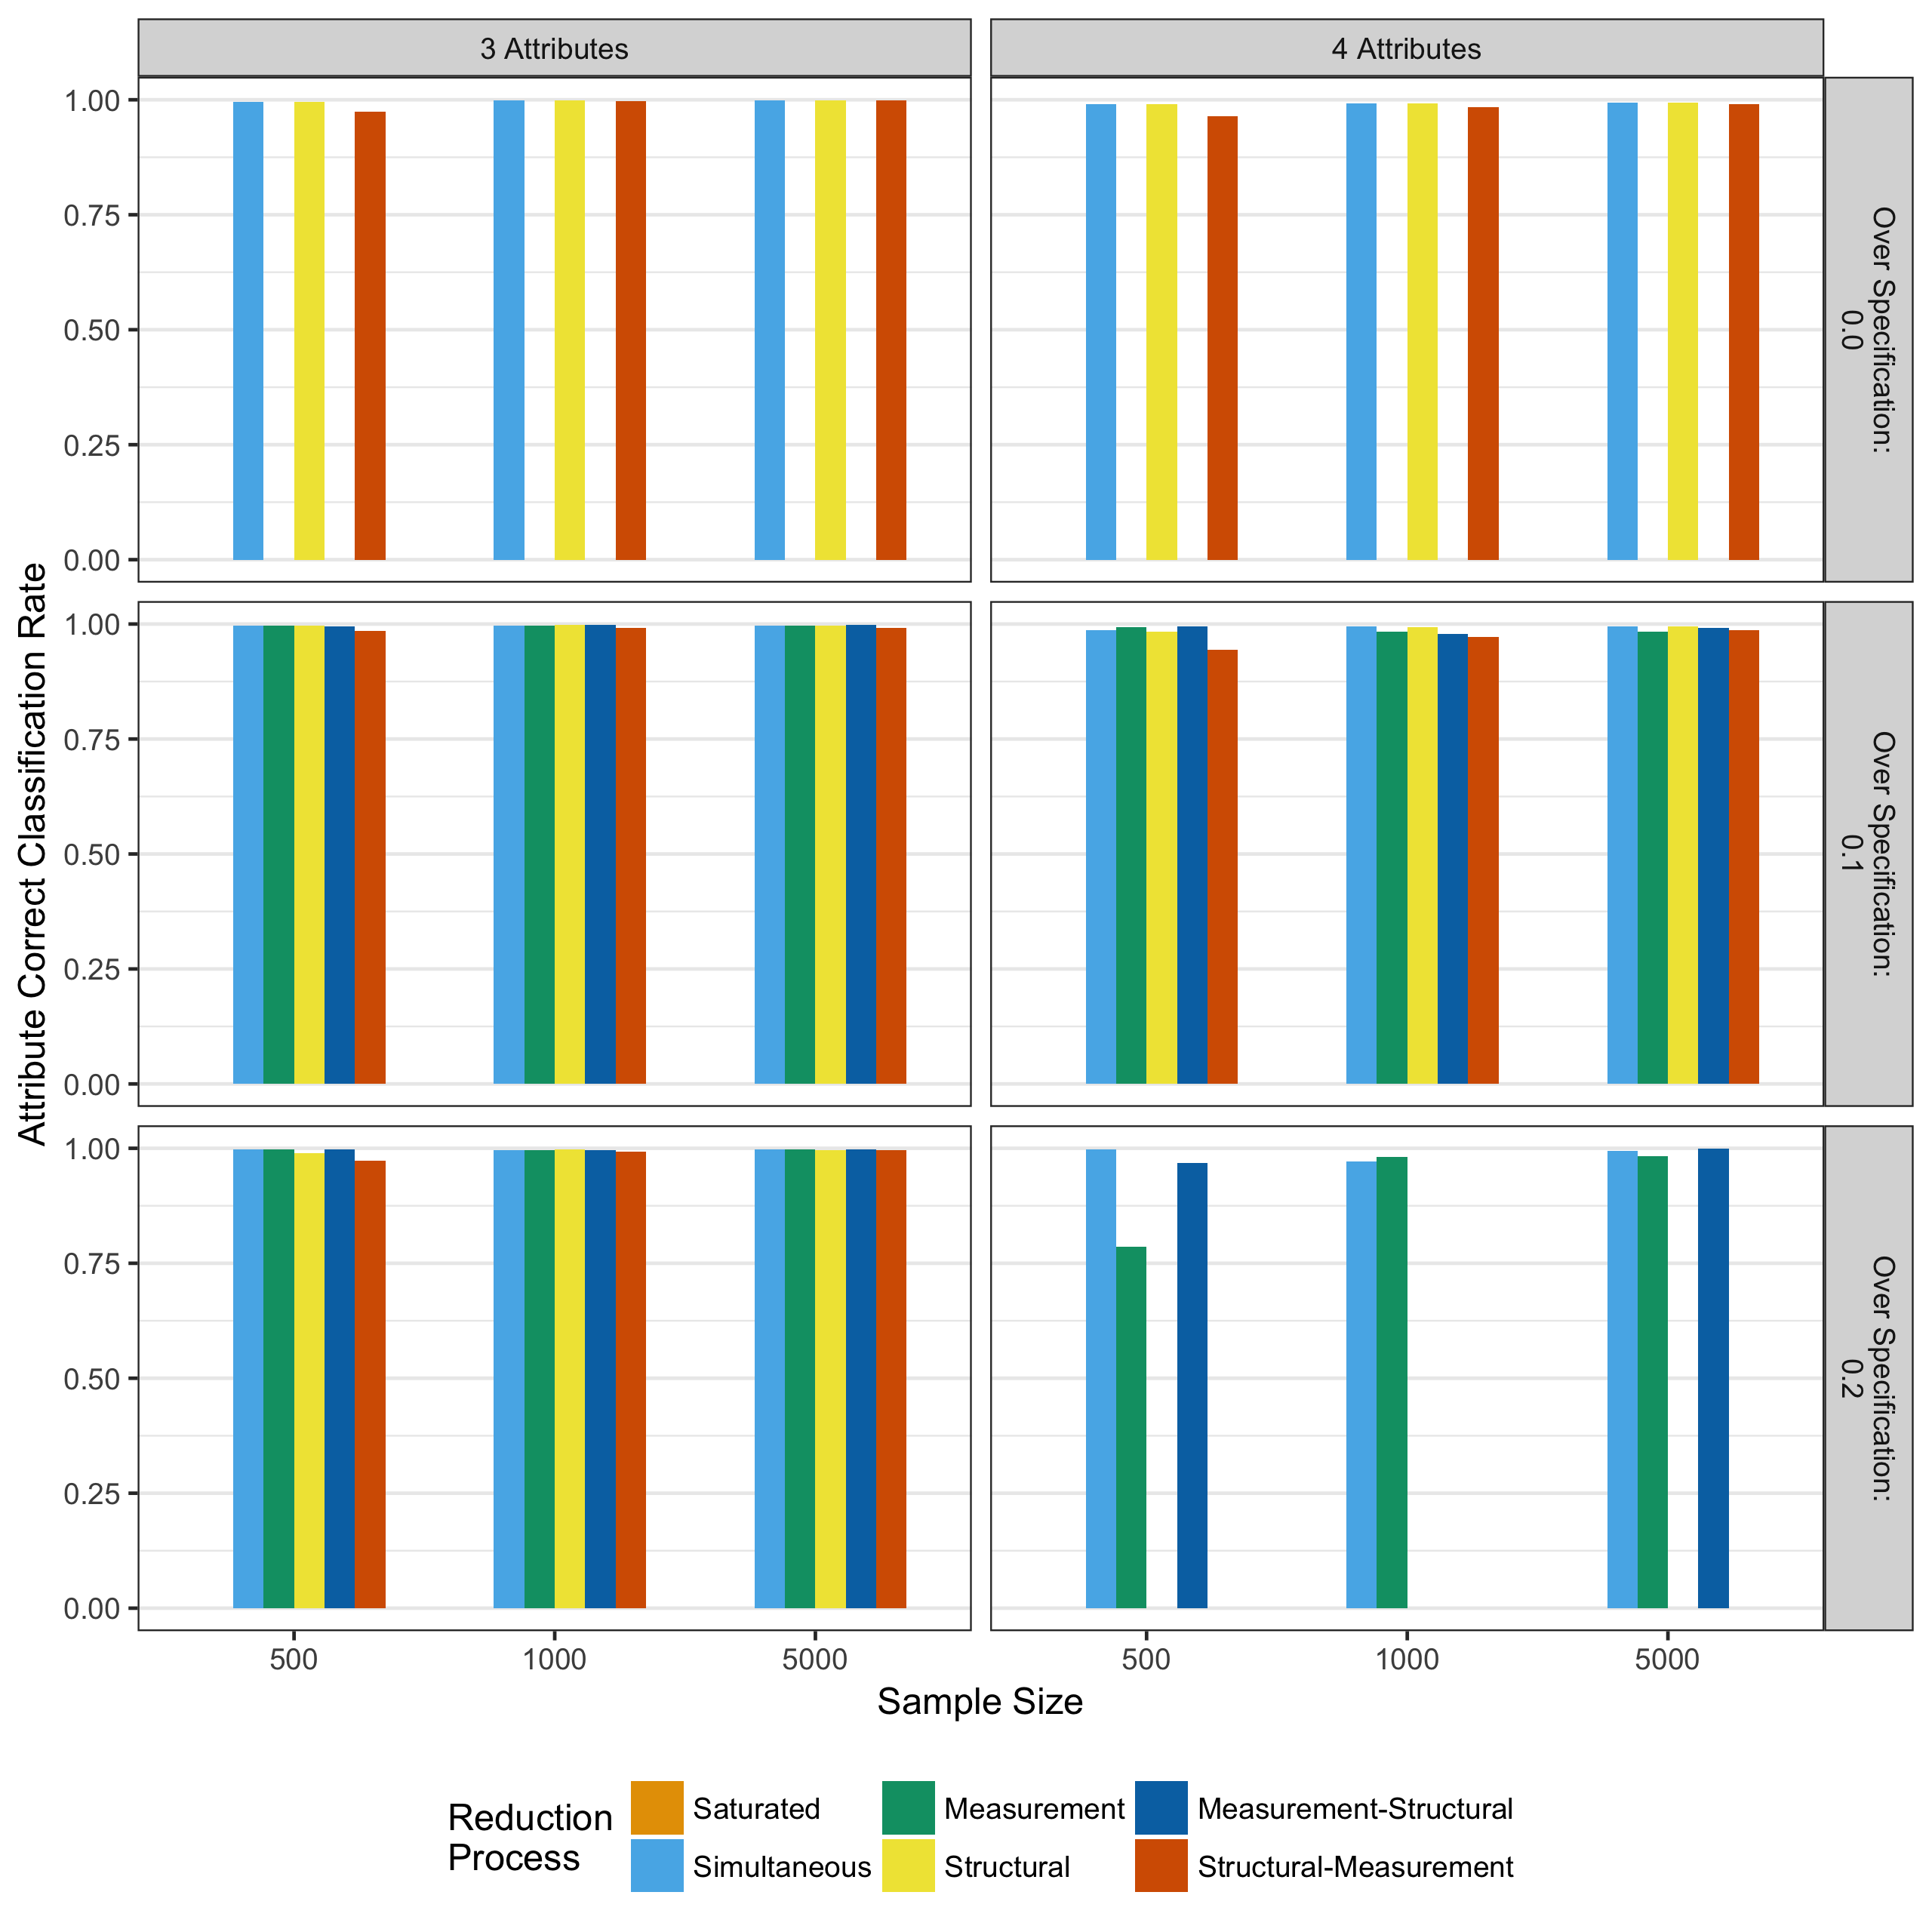 3 Attributes
4 Attributes
1.00
0.75
0.50
0.25
0.00
Over Specification:
0.0
1.00
0.75
0.50
0.25
0.00
Over Specification:
0.1
1.00
0.75
0.50
0.25
0.00
Over Specification:
0.2
Attribute Correct Classification Rate
500
1000
5000
500
1000
5000
Sample Size
Reduction
Process
Saturated
Simultaneous
Measurement
Structural
Measurement-Structural
Structural-Measurement